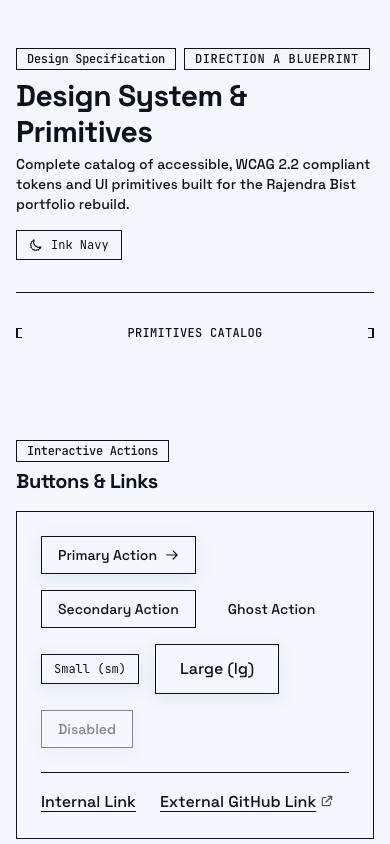 Design Specification
DIRECTION A BLUEPRINT
Design System &
Primitives
Complete catalog of accessible, WCAG 2.2 compliant
tokens and UI primitives built for the Rajendra Bist
portfolio rebuild.
Ink Navy
PRIMITIVES CATALOG
Interactive Actions
Buttons & Links
Primary Action →
Secondary Action
Ghost Action
Small (sm)
Large (lg)
Disabled
Internal Link
External GitHub Link